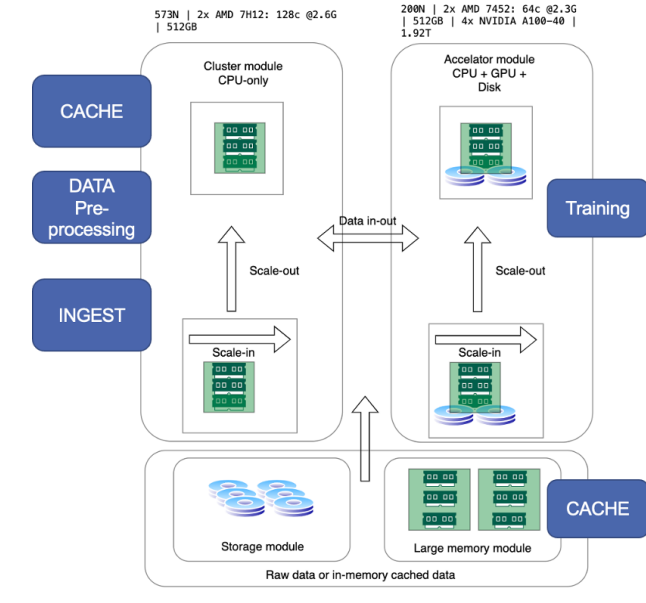 573N | 2x AMD 7H12: 128c @2.6G
| 512GB
200N | 2x AMD 7452: 64c @2.3G
| 512GB | 4x NVIDIA A100-40 |
1.92T
Cluster module
CPU-only
Accelator module
CPU + GPU +
Disk
CACHE
DATA
Pre-
processing
Training
Data in-out
Scale-out
Scale-out
INGEST
Scale-in
Scale-in
CACHE
Storage module
Large memory module
Raw data or in-memory cached data